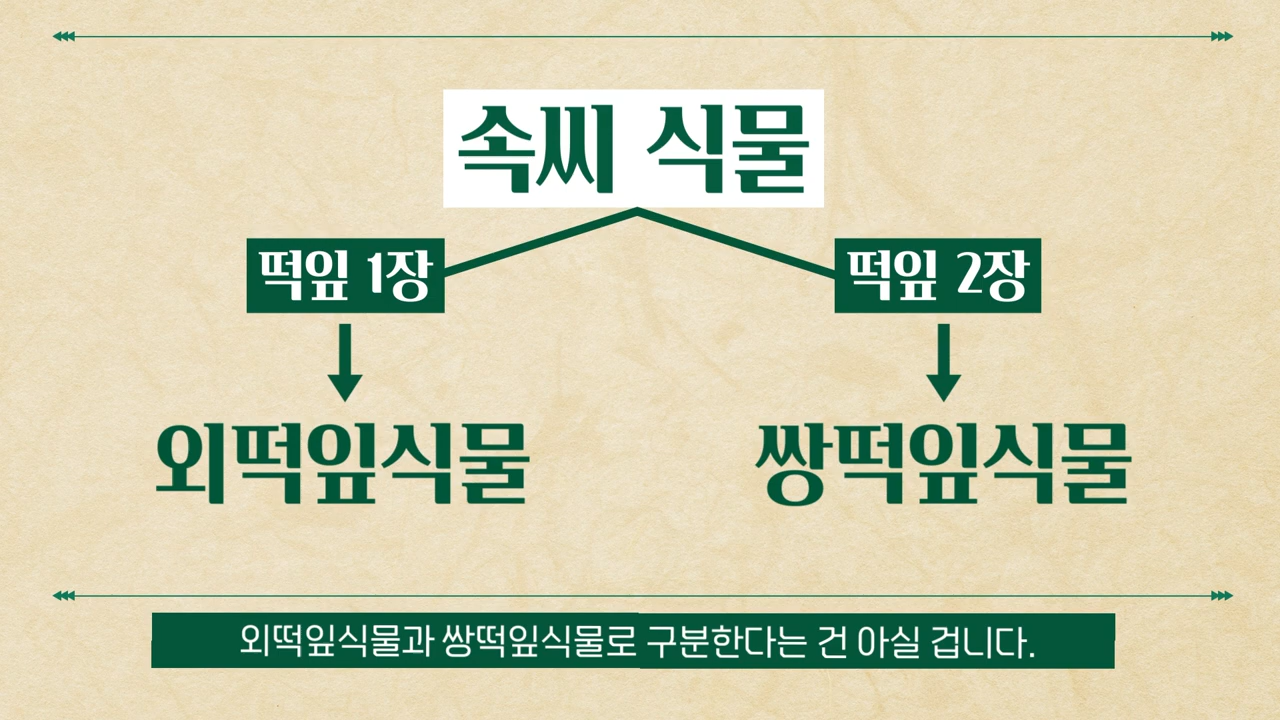 속씨 식물
떡잎 1장
떡잎 2장
외떡잎식물
쌍떡잎식물
외떡잎식물과 쌍떡잎식물로 구분한다는 건 아실 겁니다.